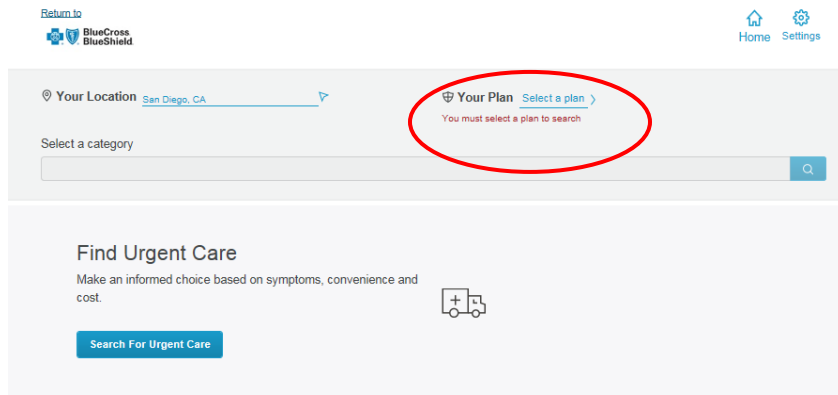 Return to
BlueCross
BlueShield
Home Settings
Your Location San Diego, CA
Your Plan Select a plan
You must select a plan to search
Select a category
Find Urgent Care
Make an informed choice based on symptoms, convenience and
cost.
Search For Urgent Care